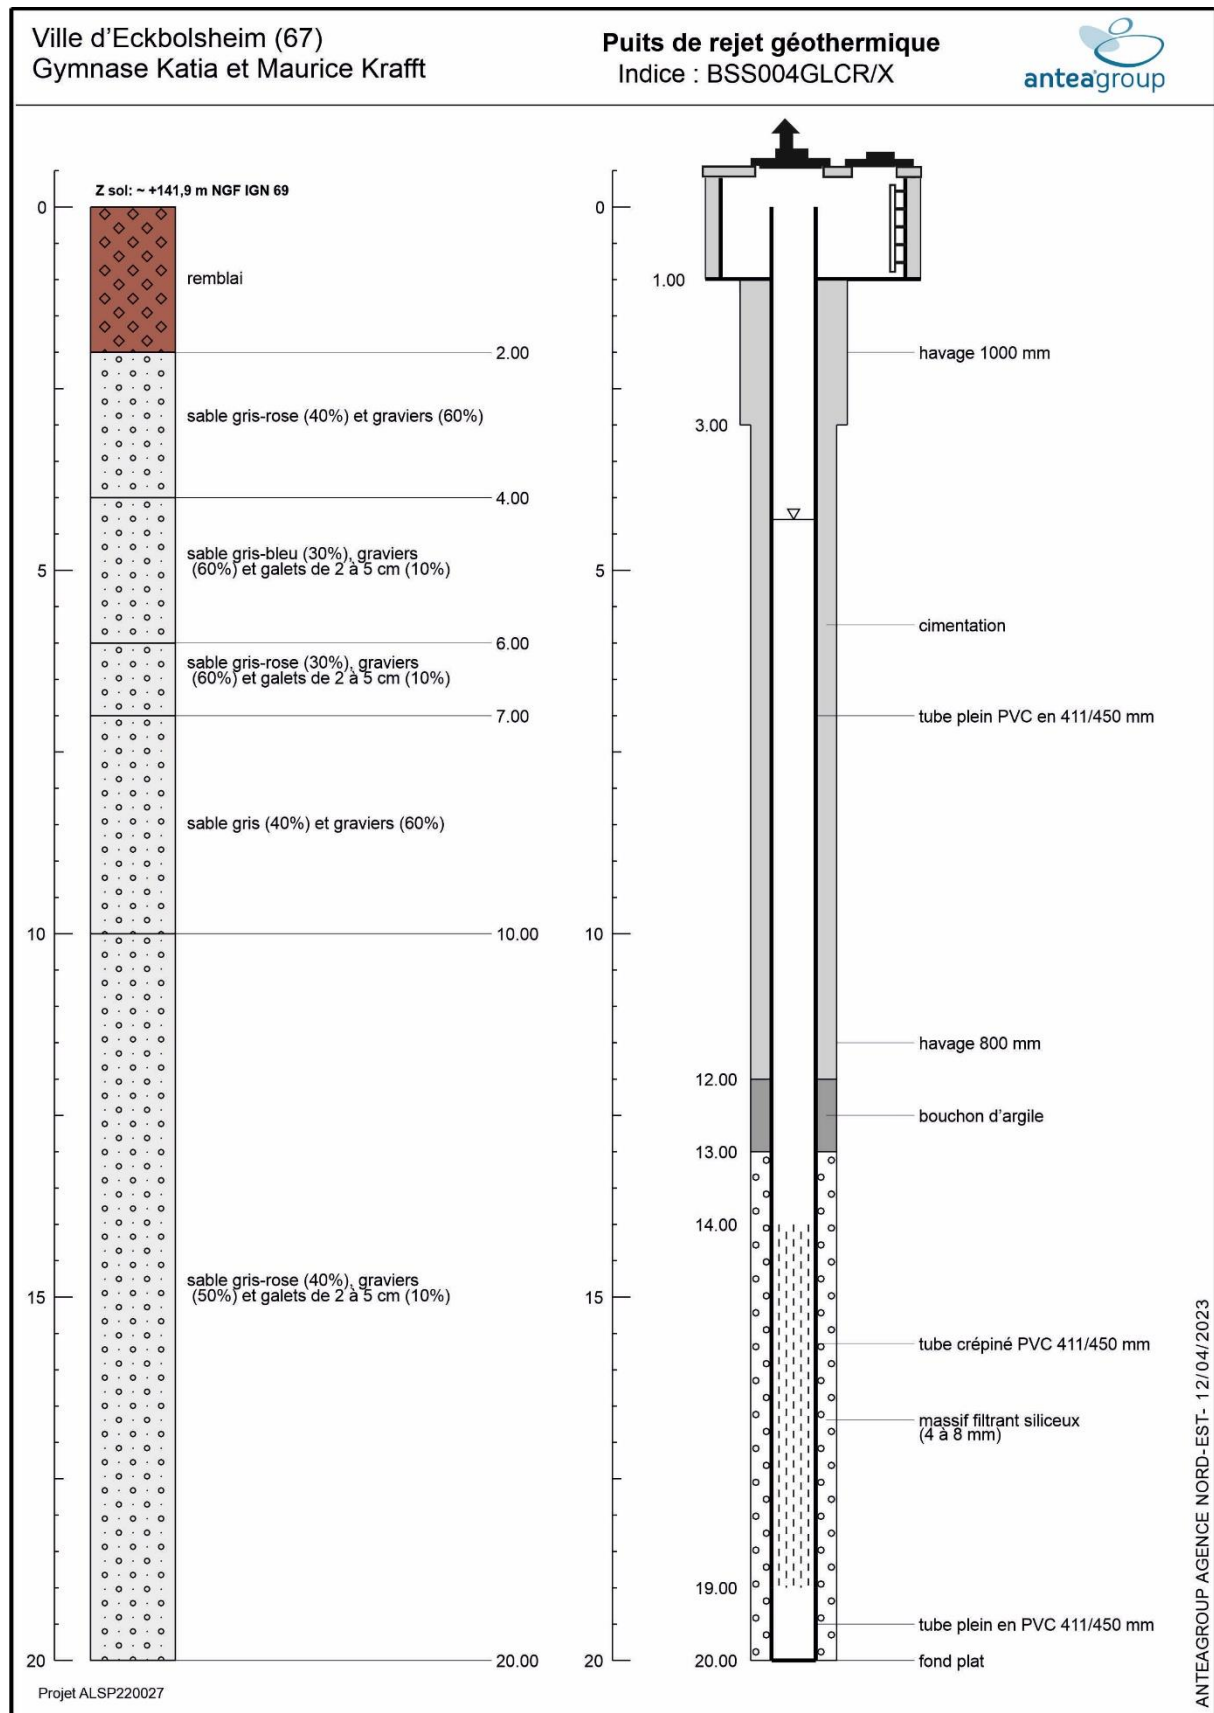 Ville d'Eckbolsheim (67)
Gymnase Katia et Maurice Krafft
Puits de rejet géothermique
Indice : BSS004GLCR/X
anteagroup
Z sol: ~ +141,9 m NGF IGN 69
0
remblai
2.00
sable gris-rose (40%) et graviers (60%)
4.00
sable gris-bleu (30%), graviers
(60%) et galets de 2 à 5 cm (10%)
5
6.00
sable gris-rose (30%), graviers
(60%) et galets de 2 à 5 cm (10%)
7.00
sable gris (40%) et graviers (60%)
10
10.00
sable gris-rose (40%), graviers
(50%) et galets de 2 à 5 cm (10%)
15
20
20.00
Projet ALSP220027
0
1.00
havage 1000 mm
3.00
5
cimentation
tube plein PVC en 411/450 mm
10
havage 800 mm
12.00
bouchon d'argile
13.00
14.00
15
tube crépiné PVC 411/450 mm
massif filtrant siliceux
(4 à 8 mm)
19.00
tube plein en PVC 411/450 mm
20
20.00
fond plat
ANTEAGROUP AGENCE NORD-EST- 12/04/2023